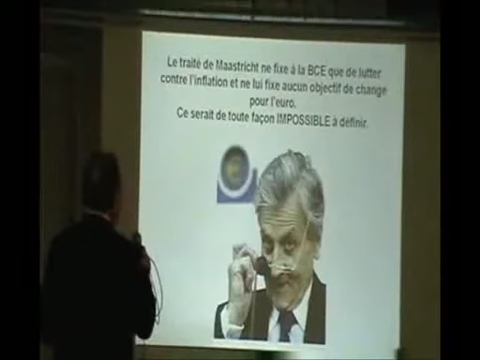 Le traité de Maastricht ne fixe à la BCE que de lutter
contre l'inflation et ne lui fixe aucun objectif de change
pour l'euro.
Ce serait de toute façon IMPOSSIBLE à définir.